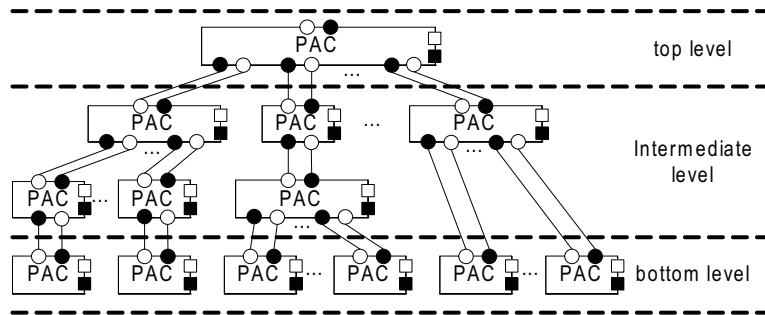 PAC
top level
...
PAC PAC ... PAC
... ...
Intermediate
level
PAC ... PAC PAC
...
PAC PAC PAC ... PAC PAC ... PAC
bottom level